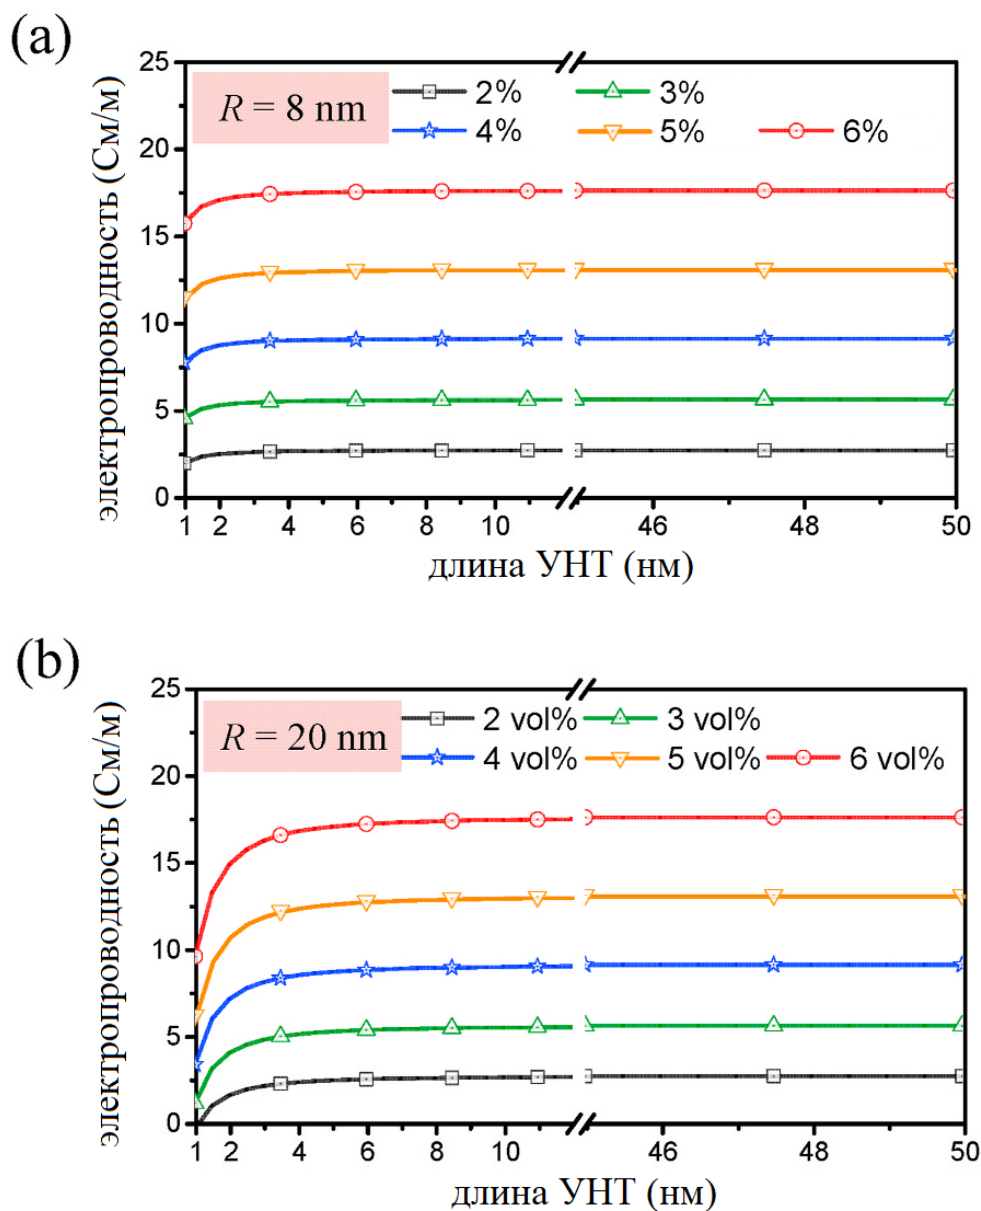 (a)
электропроводность (См/м)
25
20
15
10
5
0
R = 8 nm
2% 3%
4% 5% 6%
1 2 4 6 8 10 46 48 50
длина УНТ (нм)
(b)
электропроводность (См/м)
25
20
15
10
5
0
R = 20 nm
2 vol% 3 vol%
4 vol% 5 vol% 6 vol%
1 2 4 6 8 10 46 48 50
длина УНТ (нм)